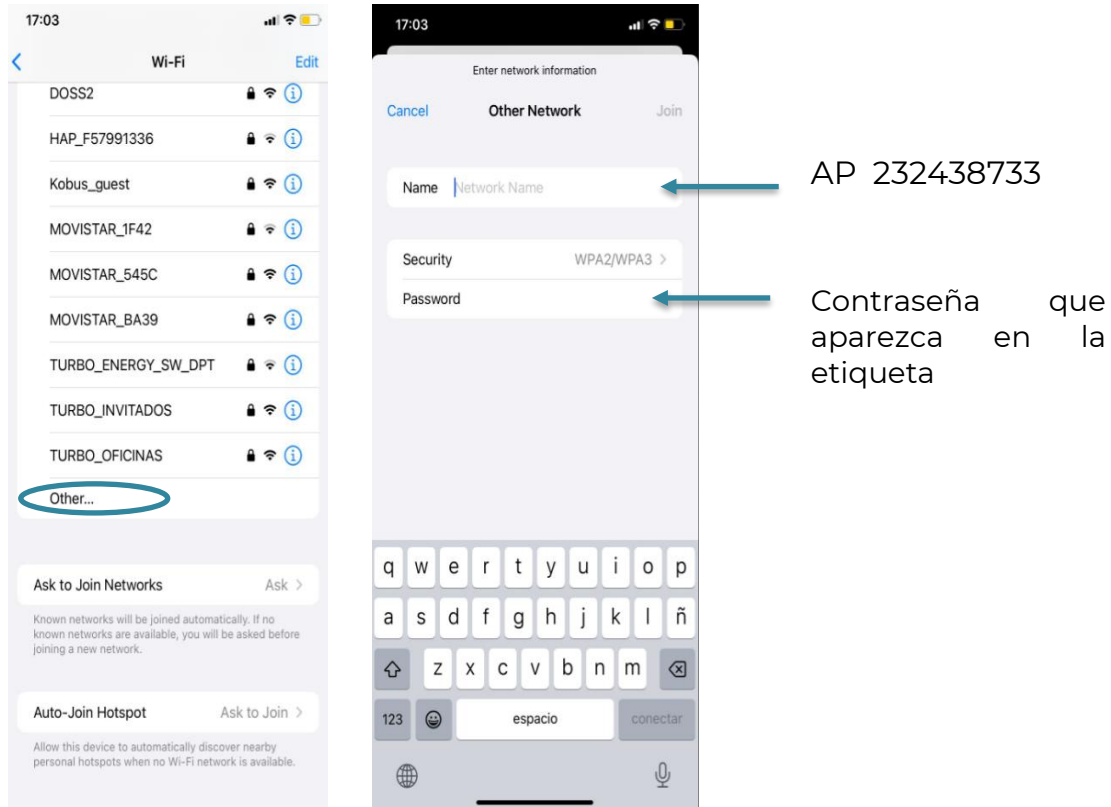 17:03
Wi-Fi
Edit
DOSS2
HAP_F57991336
Kobus_guest
MOVISTAR_1F42
MOVISTAR_545C
MOVISTAR_BA39
TURBO_ENERGY_SW_DPT
TURBO_INVITADOS
TURBO_OFICINAS
Other...
Ask to Join Networks Ask >
Known networks will be joined automatically. If no
known networks are available, you will be asked before
joining a new network.
Auto-Join Hotspot Ask to Join >
Allow this device to automatically discover nearby
personal hotspots when no Wi-Fi network is available.
17:03
Enter network information
Cancel Other Network Join
Name Network Name
Security WPA2/WPA3 >
Password
q w e r t y u i o p
a s d f g h j k l ñ
z x c v b n m
123 espacio conectar
AP 232438733
Contraseña que
aparezca en la
etiqueta